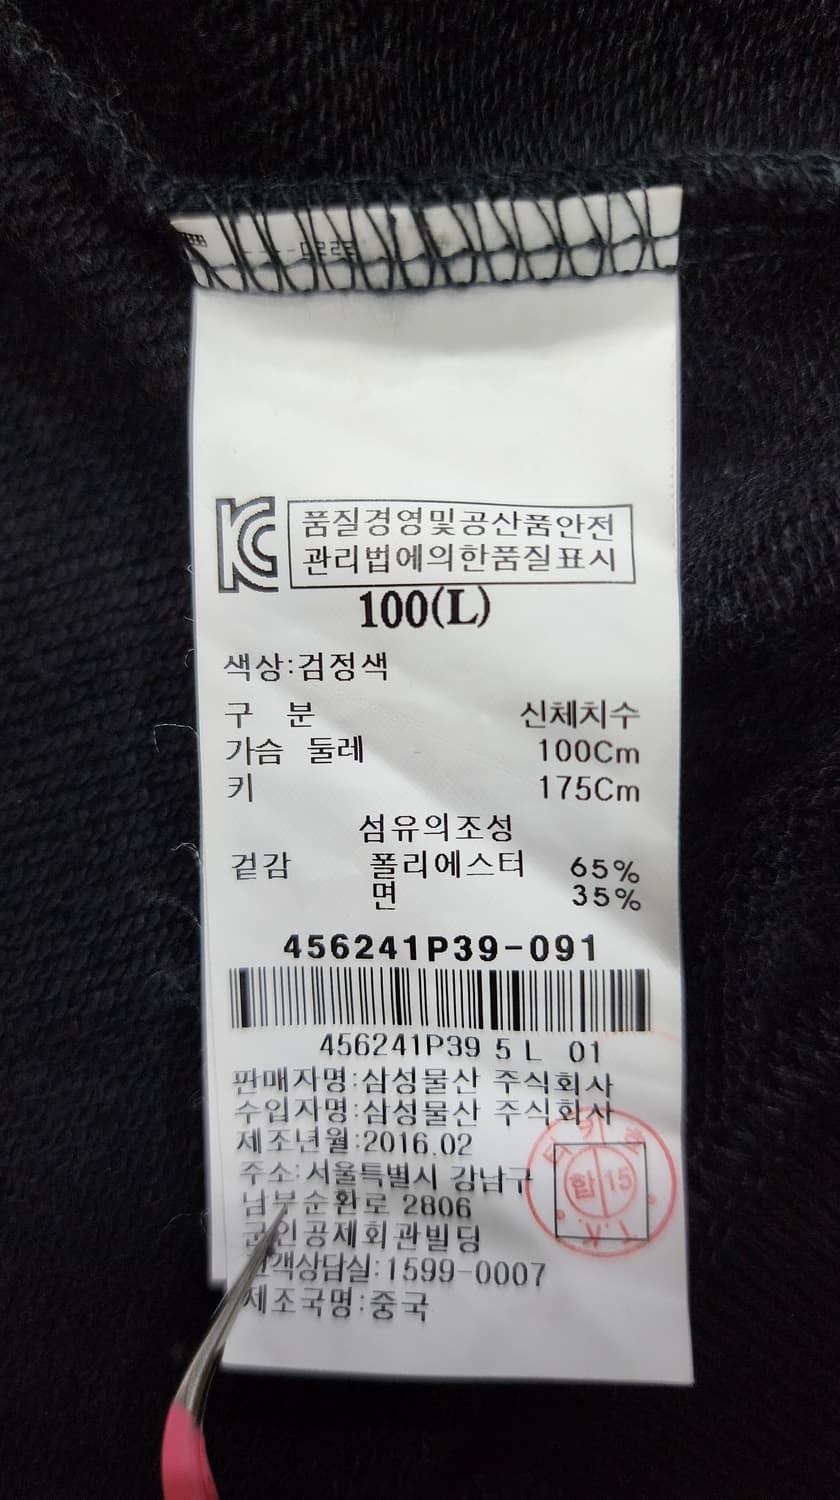 KC
품질경영및공산품안전
관리법에의한품질표시
100(L)
색상:검정색
구 분 신체치수
가슴 둘레 100Cm
키 175Cm
섬유의조성
겉감 폴리에스터 65%
면 35%
456241P39-091
456241P39 5 L 01
판매자명:삼성물산 주식회사
수입자명:삼성물산 주식회사
제조년월:2016.02
주소:서울특별시 강남구
남부순환로 2806
군인공제회관빌딩
고객상담실:1599-0007
제조국명:중국
합 15